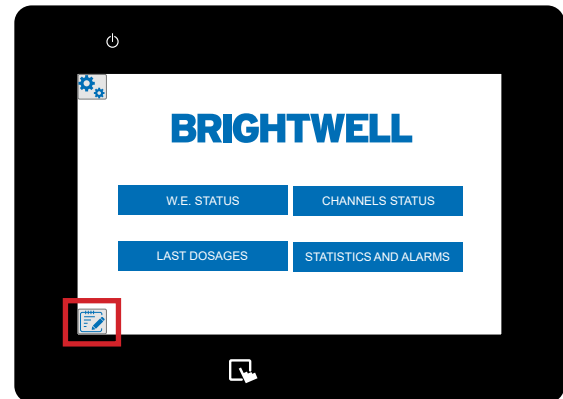 BRIGHTWELL
W.E. STATUS
CHANNELS STATUS
LAST DOSAGES
STATISTICS AND ALARMS